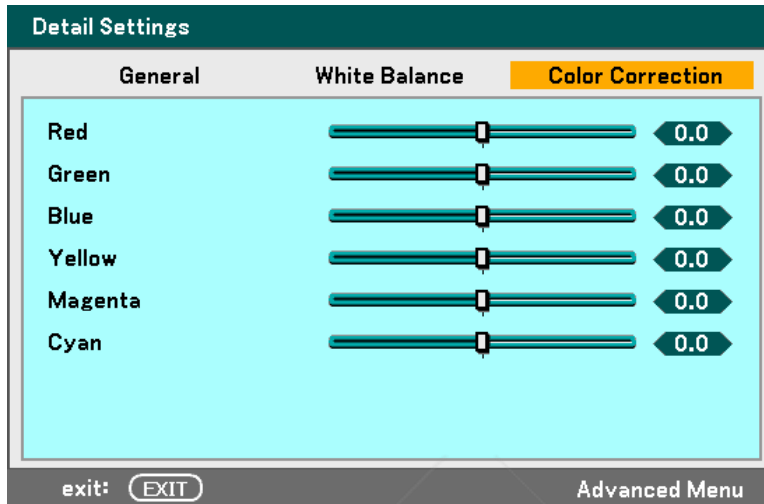 Detail Settings
General White Balance Color Correction
Red 0.0
Green 0.0
Blue 0.0
Yellow 0.0
Magenta 0.0
Cyan 0.0
exit: EXIT Advanced Menu